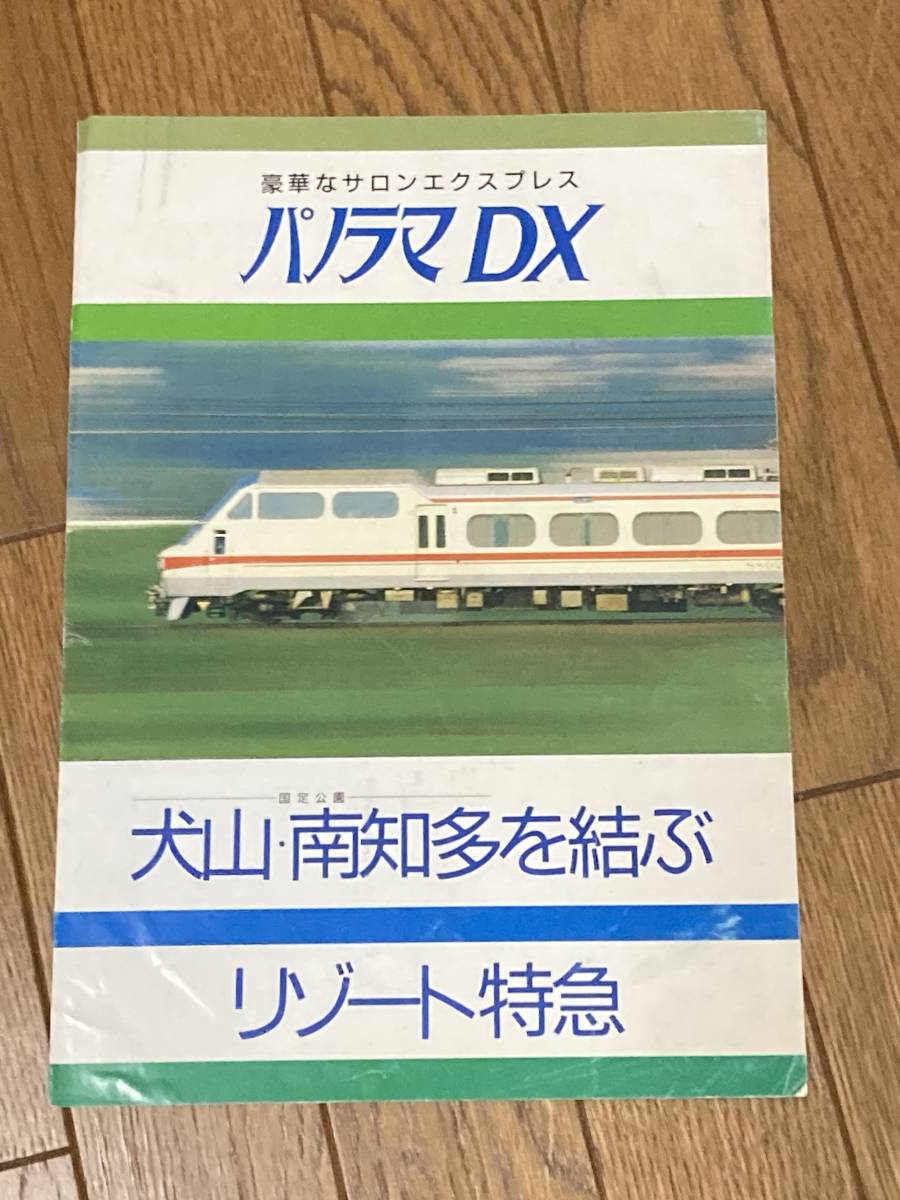 豪華なサロンエクスプレス
パノラマDX
国定公園
犬山・南知多を結ぶ
リゾート特急